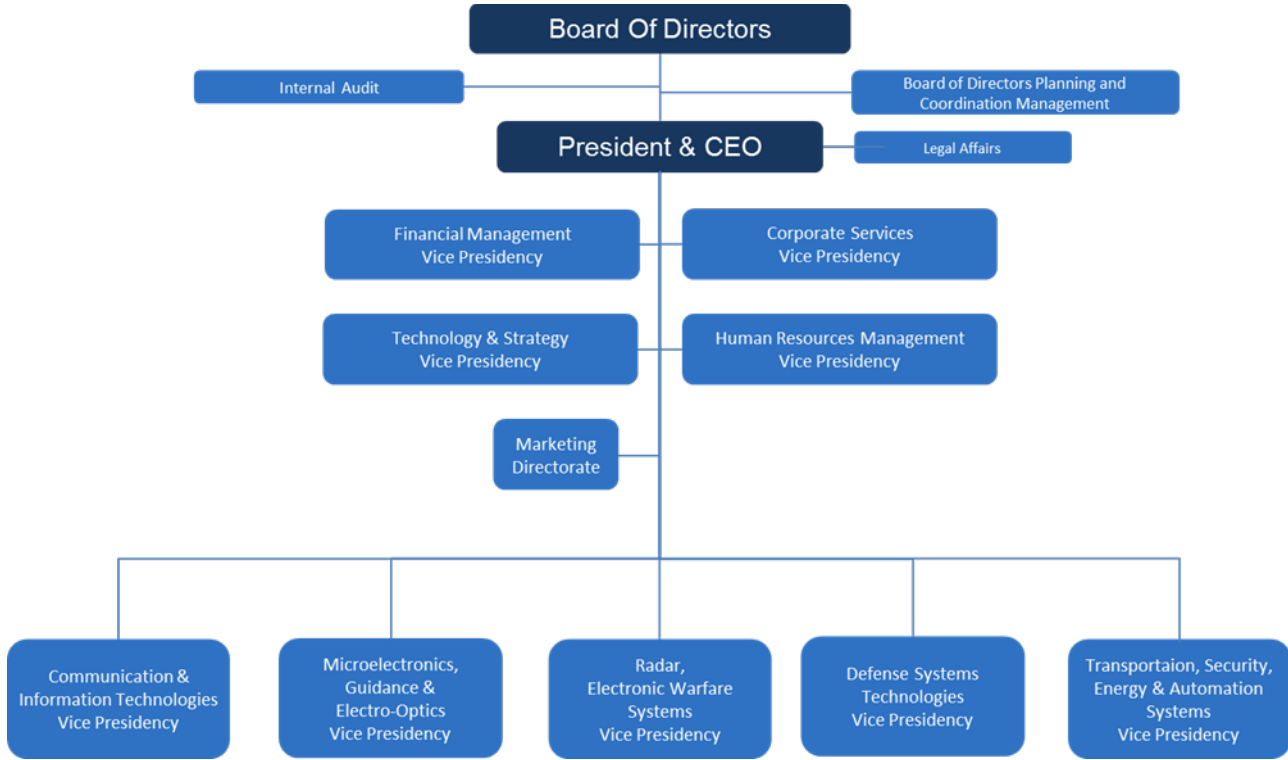 Board Of Directors
Internal Audit
Board of Directors Planning and
Coordination Management
President & CEO
Legal Affairs
Financial Management
Vice Presidency
Corporate Services
Vice Presidency
Technology & Strategy
Vice Presidency
Human Resources Management
Vice Presidency
Marketing
Directorate
Communication &
Information Technologies
Vice Presidency
Microelectronics,
Guidance &
Electro-Optics
Vice Presidency
Radar,
Electronic Warfare
Systems
Vice Presidency
Defense Systems
Technologies
Vice Presidency
Transportaion, Security,
Energy & Automation
Systems
Vice Presidency